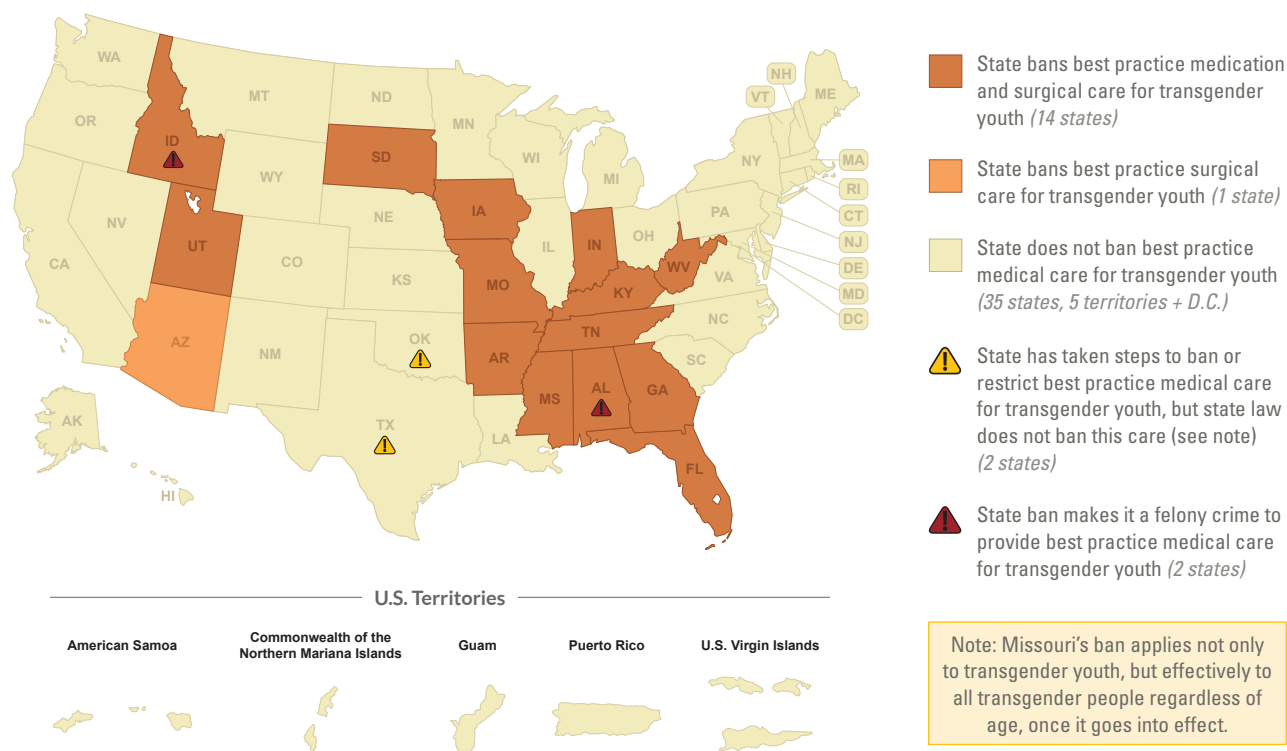 WA
OR
CA
NV
ID
MT
WY
UT
AZ
CO
NM
ND
SD
NE
KS
OK
TX
MN
IA
MO
AR
LA
WI
IL
MI
IN
OH
KY
TN
MS
AL
GA
FL
SC
NC
VA
WV
PA
NY
VT
NH
ME
MA
RI
CT
NJ
DE
MD
DC
AK
HI
State bans best practice medication
and surgical care for transgender
youth (14 states)
State bans best practice surgical
care for transgender youth (1 state)
State does not ban best practice
medical care for transgender youth
(35 states, 5 territories + D.C.)
State has taken steps to ban or
restrict best practice medical care
for transgender youth, but state law
does not ban this care (see note)
(2 states)
State ban makes it a felony crime to
provide best practice medical care
for transgender youth (2 states)
U.S. Territories
American Samoa
Commonwealth of the
Northern Mariana Islands
Guam
Puerto Rico
U.S. Virgin Islands
Note: Missouri's ban applies not only
to transgender youth, but effectively to
all transgender people regardless of
age, once it goes into effect.